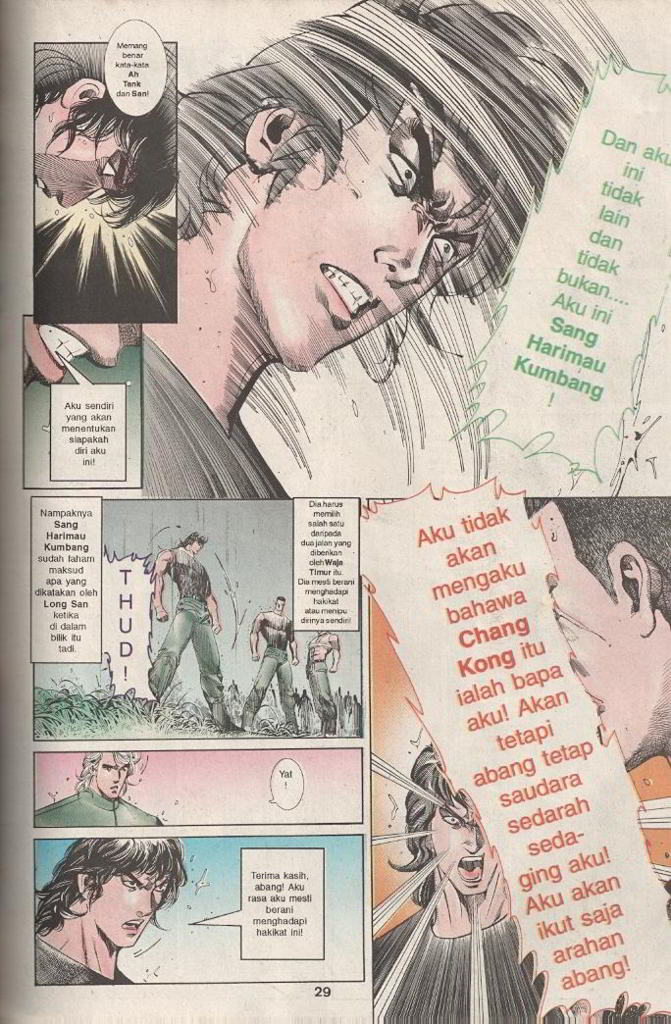 Memang
benar
kata-kata
Ah
Tank
dan San!
Dan aku
ini
tidak
lain
dan
tidak
bukan....
Aku ini
Sang
Harimau
Kumbang
!
Aku sendiri
yang akan
menentukan
siapakah
diri aku
ini!
Nampaknya
Sang
Harimau
Kumbang
sudah faham
maksud
apa yang
dikatakan oleh
Long San
ketika
di dalam
bilik itu
tadi.
THUD!
Dia harus
memilih
salah satu
daripada
dua jalan yang
diberikan
oleh Waja
Timur itu.
Dia mesti berani
menghadapi
hakikat
atau menipu
dirinya sendiri!
Yat
!
Terima kasih,
abang! Aku
rasa aku mesti
berani
menghadapi
hakikat ini!
Aku tidak
akan
mengaku
bahawa
Chang
Kong itu
ialah bapa
aku! Akan
tetapi
abang tetap
saudara
sedarah
seda-
ging aku!
Aku akan
ikut saja
arahan
abang!
29